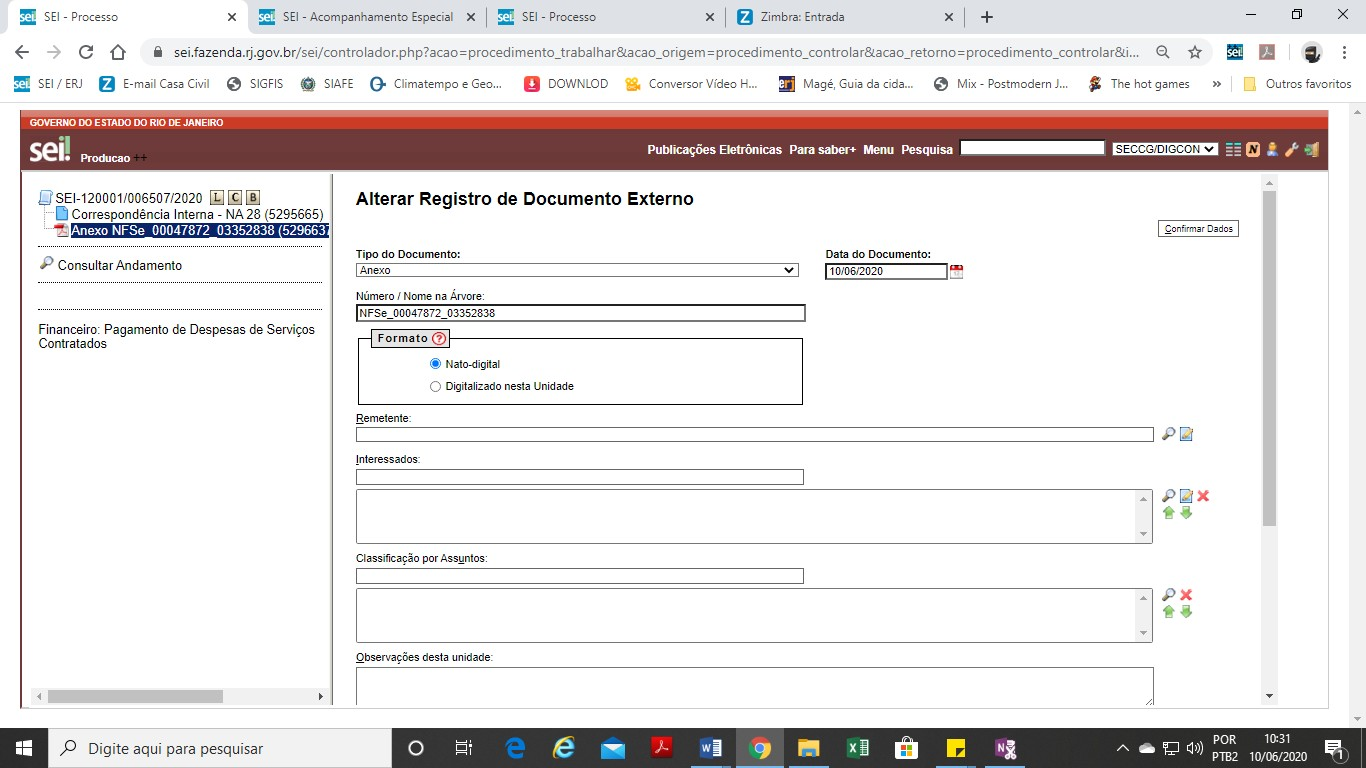 SEI - Processo
SEI - Acompanhamento Especial
SEI - Processo
Zimbra: Entrada
sei.fazenda.rj.gov.br/sei/controlador.php?acao=procedimento_trabalhar&acao_origem=procedimento_controlar&acao_retorno=procedimento_controlar&i...
SEI / ERJ
E-mail Casa Civil
SIGFIS
SIAFE
Climatempo e Geo...
DOWNLOD
Conversor Vídeo H...
Magé, Guia da cida...
Mix - Postmodern J...
The hot games
»
Outros favoritos
GOVERNO DO ESTADO DO RIO DE JANEIRO
sei!
Producao ++
Publicações Eletrônicas Para saber+ Menu Pesquisa
SECCG/DIGCON
N
SEI-120001/006507/2020 L C B
Correspondência Interna - NA 28 (5295665)
Anexo NFSe_00047872_03352838 (5296637
Consultar Andamento
Financeiro: Pagamento de Despesas de Serviços
Contratados
Alterar Registro de Documento Externo
Confirmar Dados
Tipo do Documento:
Anexo
Data do Documento:
10/06/2020
Número / Nome na Árvore:
NFSe_00047872_03352838
Formato ?
Nato-digital
Digitalizado nesta Unidade
Remetente:
Interessados:
Classificação por Assuntos:
Observações desta unidade:
Digite aqui para pesquisar
POR
PTB2
10:31
10/06/2020
1